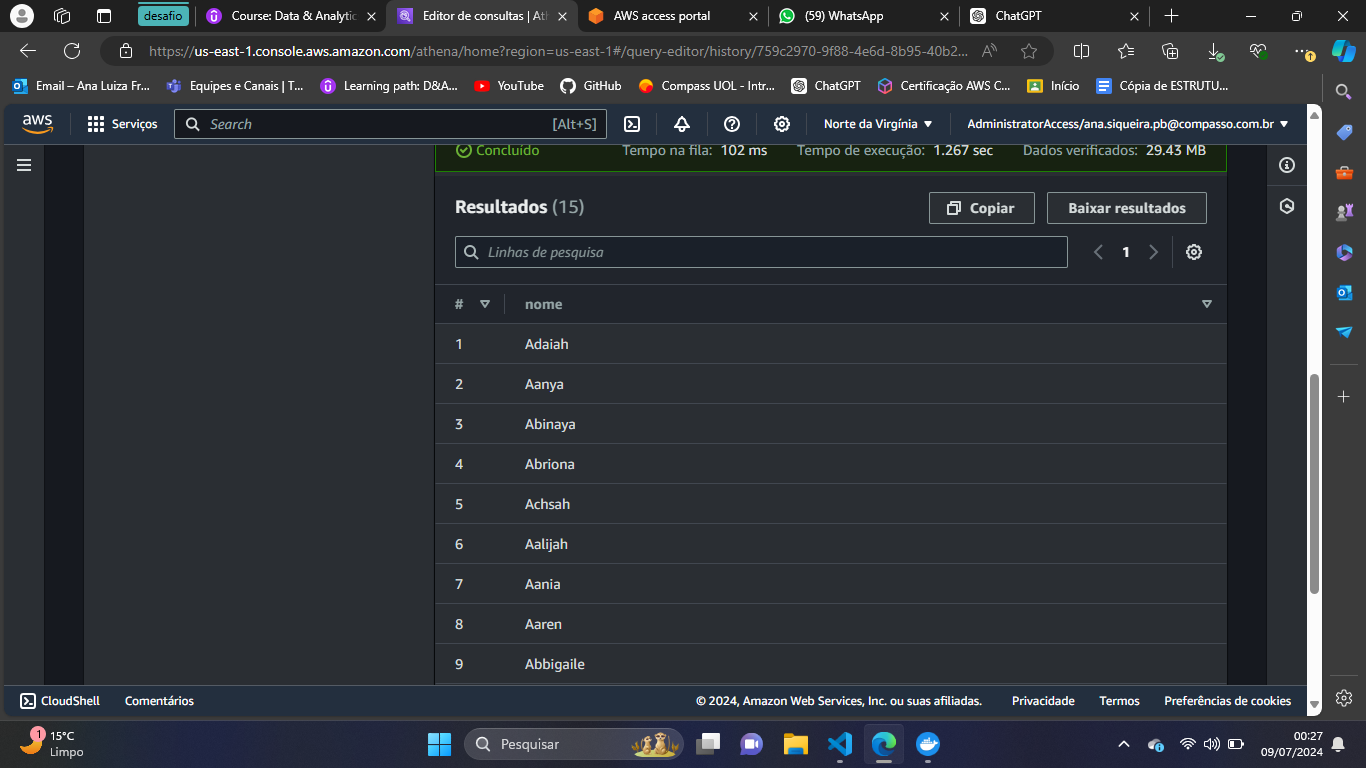 desafio
Course: Data & Analytic
Editor de consultas | Ath
AWS access portal
(59) WhatsApp
ChatGPT
https://us-east-1.console.aws.amazon.com/athena/home?region=us-east-1#/query-editor/history/759c2970-9f88-4e6d-8b95-40b2...
Email – Ana Luiza Fr...
Equipes e Canais | T...
Learning path: D&A...
YouTube
GitHub
Compass UOL - Intr...
ChatGPT
Certificação AWS C...
Início
Cópia de ESTRUTU...
aws
Serviços
Search
[Alt+S]
Norte da Virgínia
AdministratorAccess/ana.siqueira.pb@compasso.com.br
Concluído
Tempo na fila: 102 ms
Tempo de execução: 1.267 sec
Dados verificados: 29.43 MB
Resultados (15)
Copiar
Baixar resultados
Linhas de pesquisa
1
# nome
1 Adaiah
2 Aanya
3 Abinaya
4 Abriona
5 Achsah
6 Aalijah
7 Aania
8 Aaren
9 Abbigaile
CloudShell
Comentários
© 2024, Amazon Web Services, Inc. ou suas afiliadas.
Privacidade
Termos
Preferências de cookies
1
15°C
Limpo
Pesquisar
00:27
09/07/2024